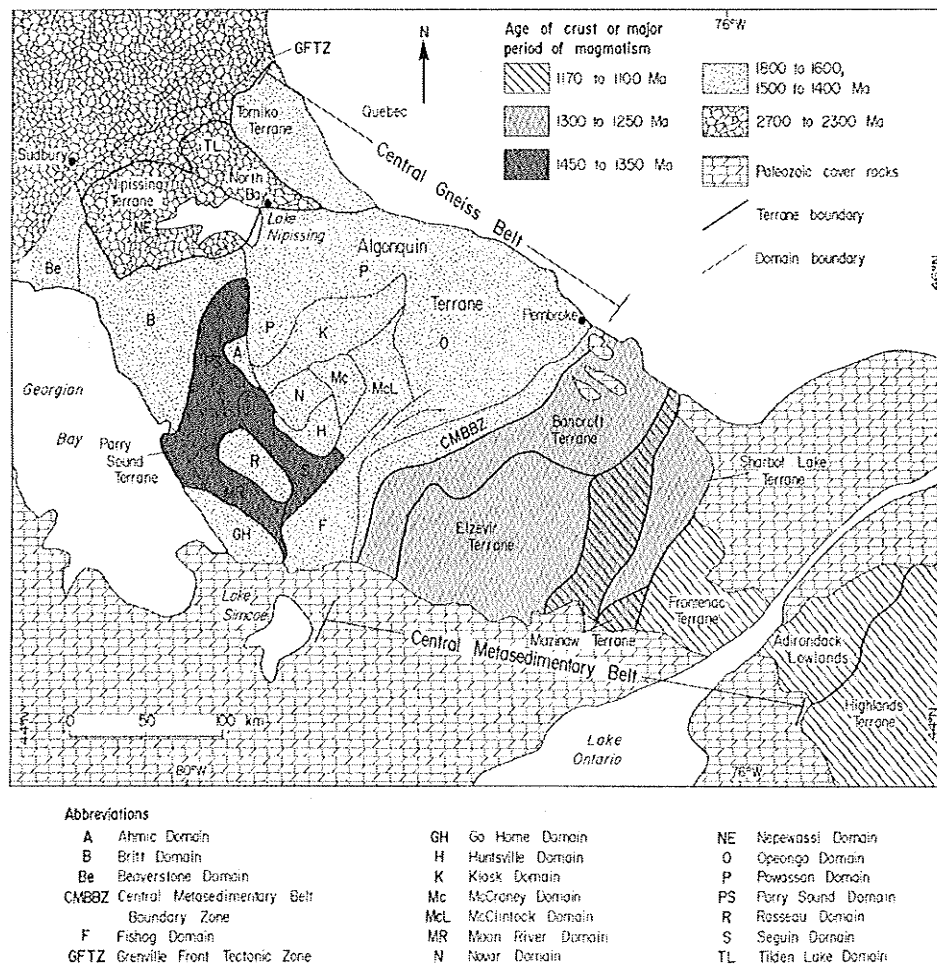 80°W
76°W
GFTZ
N
Age of crust or major
period of magmatism
1170 to 1100 Ma
1300 to 1250 Ma
1450 to 1350 Ma
1800 to 1600,
1500 to 1400 Ma
2700 to 2300 Ma
Paleozoic cover rocks
Terrane boundary
Domain boundary
Tomiko
Terrane
Quebec
Central Gneiss Belt
Sudbury
TL
North
Bay
Nipissing
Terrane
NE
Lake
Nipissing
Be
Algonquin
Terrane
46°N
B
P
P
K
O
Pembroke
A
Mc
McL
N
H
Georgian
Bay
Parry
Sound
Terrane
R
S
CMBBZ
Bancroft
Terrane
Sharbot Lake
Terrane
GH
F
Elzevir
Terrane
Lake
Simcoe
Frontenac
Terrane
Mazinaw Terrane
Adirondack
Lowlands
Central Metasedimentary Belt
Highlands
Terrane
0 50 100 km
44°N
44°N
Lake
Ontario
80°W
76°W
Abbreviations
A Ahmic Domain
B Britt Domain
Be Beaverstone Domain
CMBBZ Central Metasedimentary Belt
Boundary Zone
F Fishog Domain
GFTZ Grenville Front Tectonic Zone
GH Go Home Domain
H Huntsville Domain
K Kiosk Domain
Mc McCraney Domain
McL McClintock Domain
MR Moon River Domain
N Novar Domain
NE Nepewassi Domain
O Opeongo Domain
P Powassan Domain
PS Parry Sound Domain
R Rosseau Domain
S Seguin Domain
TL Tilden Lake Domain